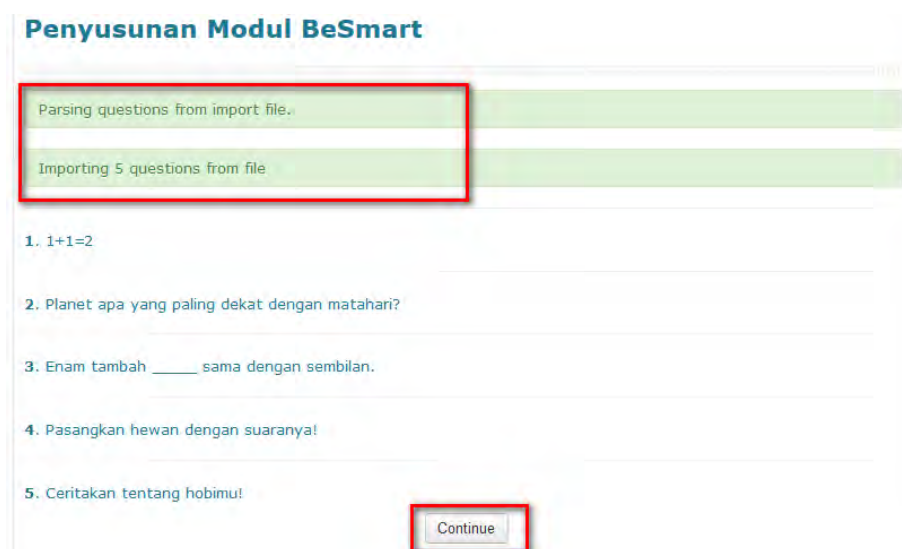 Penyusunan Modul BeSmart
Parsing questions from import file.
Importing 5 questions from file
1. 1+1=2
2. Planet apa yang paling dekat dengan matahari?
3. Enam tambah _____ sama dengan sembilan.
4. Pasangkan hewan dengan suaranya!
5. Ceritakan tentang hobimu!
Continue